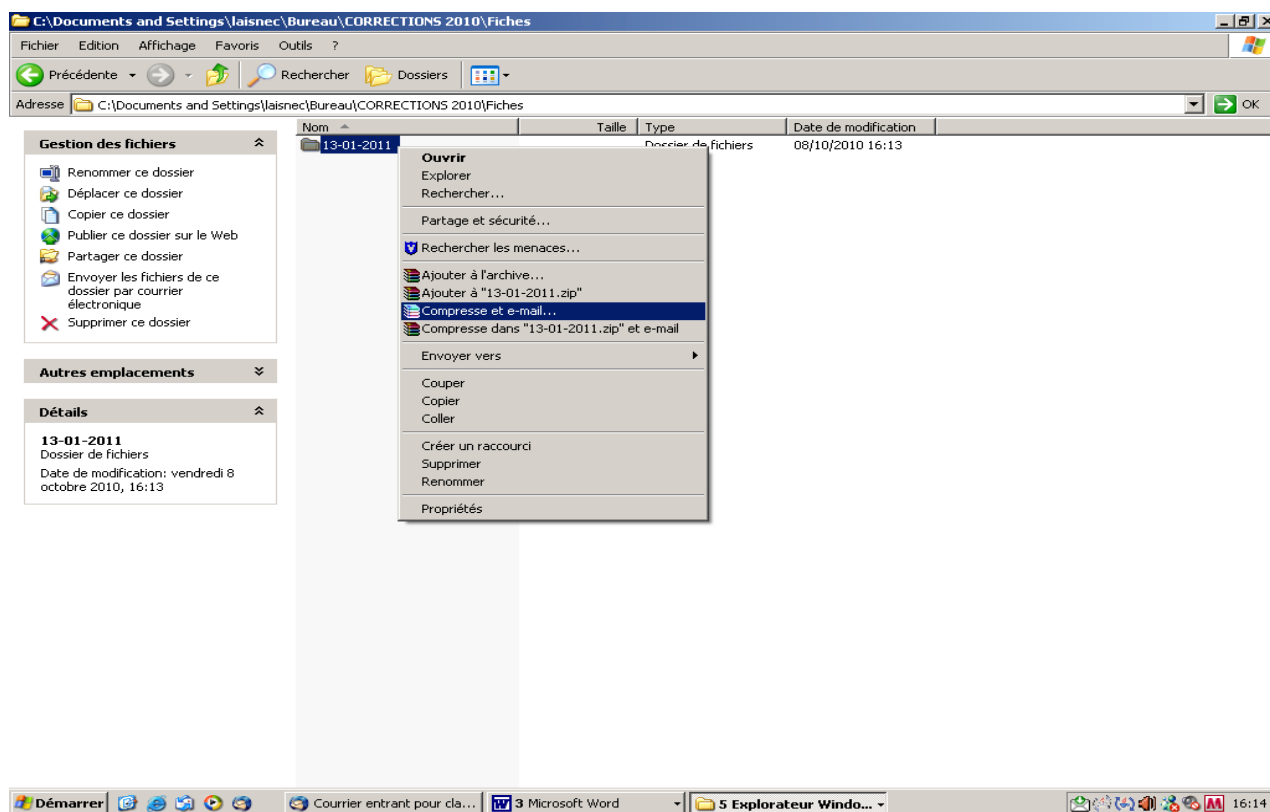 C:\Documents and Settings\laisnec\Bureau\CORRECTIONS 2010\Fiches
Fichier Edition Affichage Favoris Outils ?
Précédente Rechercher Dossiers
Adresse C:\Documents and Settings\laisnec\Bureau\CORRECTIONS 2010\Fiches OK
Nom Taille Type Date de modification
13-01-2011 Dossier de fichiers 08/10/2010 16:13
Gestion des fichiers
Renommer ce dossier
Déplacer ce dossier
Copier ce dossier
Publier ce dossier sur le Web
Partager ce dossier
Envoyer les fichiers de ce
dossier par courrier
électronique
Supprimer ce dossier
Autres emplacements
Détails
13-01-2011
Dossier de fichiers
Date de modification: vendredi 8
octobre 2010, 16:13
Ouvrir
Explorer
Rechercher...
Partage et sécurité...
Rechercher les menaces...
Ajouter à l'archive...
Ajouter à "13-01-2011.zip"
Compresse et e-mail...
Compresse dans "13-01-2011.zip" et e-mail
Envoyer vers
Couper
Copier
Coller
Créer un raccourci
Supprimer
Renommer
Propriétés
Démarrer Courrier entrant pour cla... 3 Microsoft Word 5 Explorateur Windo... 16:14